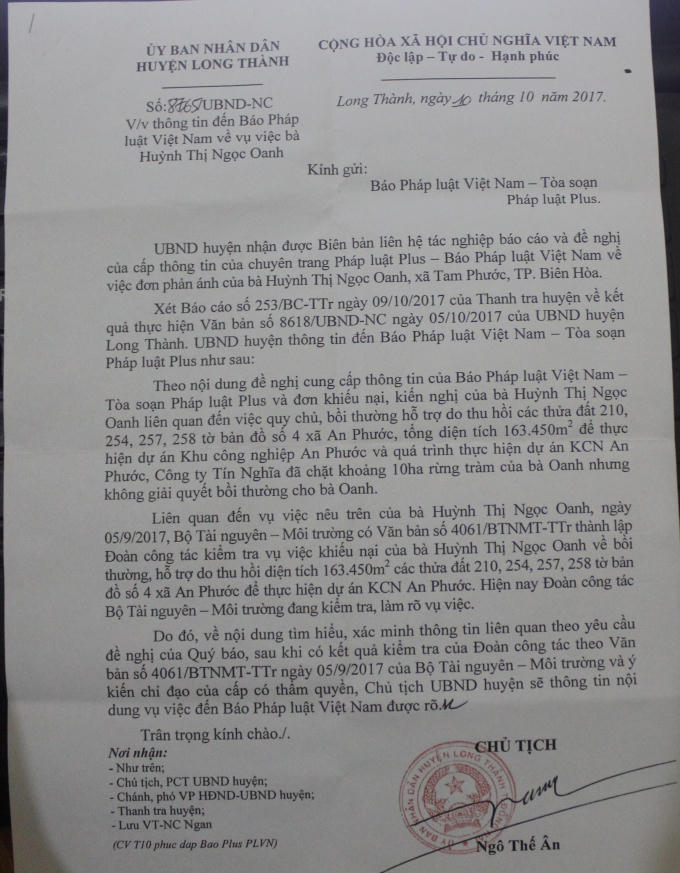 ỦY BAN NHÂN DÂN
HUYỆN LONG THÀNH
CỘNG HÒA XÃ HỘI CHỦ NGHĨA VIỆT NAM
Độc lập – Tự do - Hạnh phúc
Số:8765/UBND-NC
V/v thông tin đến Báo Pháp
luật Việt Nam về vụ việc bà
Huỳnh Thị Ngọc Oanh
Long Thành, ngày 10 tháng 10 năm 2017.
Kính gửi:
Báo Pháp luật Việt Nam – Tòa soạn
Pháp luật Plus.
UBND huyện nhận được Biên bản liên hệ tác nghiệp báo cáo và đề nghị
của cấp thông tin của chuyên trang Pháp luật Plus – Báo Pháp luật Việt Nam về
việc đơn phản ánh của bà Huỳnh Thị Ngọc Oanh, xã Tam Phước, TP. Biên Hòa.
Xét Báo cáo số 253/BC-TTr ngày 09/10/2017 của Thanh tra huyện về kết
quả thực hiện Văn bản số 8618/UBND-NC ngày 05/10/2017 của UBND huyện
Long Thành. UBND huyện thông tin đến Báo Pháp luật Việt Nam – Tòa soạn
Pháp luật Plus như sau:
Theo nội dung đề nghị cung cấp thông tin của Báo Pháp luật Việt Nam –
Tòa soạn Pháp luật Plus và đơn khiếu nại, kiến nghị của bà Huỳnh Thị Ngọc
Oanh liên quan đến việc quy chủ, bồi thường hỗ trợ do thu hồi các thửa đất 210,
254, 257, 258 tờ bản đồ số 4 xã An Phước, tổng diện tích 163.450m² để thực
hiện dự án Khu công nghiệp An Phước và quá trình thực hiện dự án KCN An
Phước, Công ty Tín Nghĩa đã chặt khoảng 10ha rừng tràm của bà Oanh nhưng
không giải quyết bồi thường cho bà Oanh.
Liên quan đến vụ việc nêu trên của bà Huỳnh Thị Ngọc Oanh, ngày
05/9/2017, Bộ Tài nguyên – Môi trường có Văn bản số 4061/BTNMT-TTr thành lập
Đoàn công tác kiểm tra vụ việc khiếu nại của bà Huỳnh Thị Ngọc Oanh về bồi
thường, hỗ trợ do thu hồi diện tích 163.450m² các thửa đất 210, 254, 257, 258 tờ bản
đồ số 4 xã An Phước để thực hiện dự án KCN An Phước. Hiện nay Đoàn công tác
Bộ Tài nguyên – Môi trường đang kiểm tra, làm rõ vụ việc.
Do đó, về nội dung tìm hiểu, xác minh thông tin liên quan theo yêu cầu
đề nghị của Quý báo, sau khi có kết quả kiểm tra của Đoàn công tác theo Văn
bản số 4061/BTNMT-TTr ngày 05/9/2017 của Bộ Tài nguyên – Môi trường và ý
kiến chỉ đạo của cấp có thẩm quyền, Chủ tịch UBND huyện sẽ thông tin nội
dung vụ việc đến Báo Pháp luật Việt Nam được rõ.
Trân trọng kính chào./.
Nơi nhận:
- Như trên;
- Chủ tịch, PCT UBND huyện;
- Chánh, phó VP HĐND-UBND huyện;
- Thanh tra huyện;
- Lưu VT-NC Ngan
(CV T10 phuc dap Bao Plus PLVN)
CHỦ TỊCH
Ngô Thế Ân